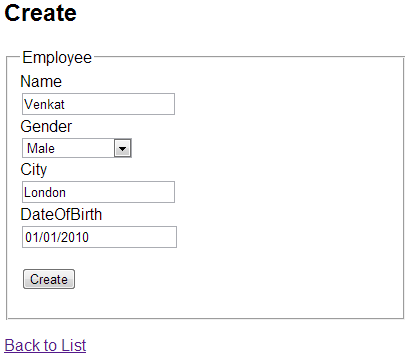 Create
Employee
Name
Venkat
Gender
Male
City
London
DateOfBirth
01/01/2010
Create
Back to List